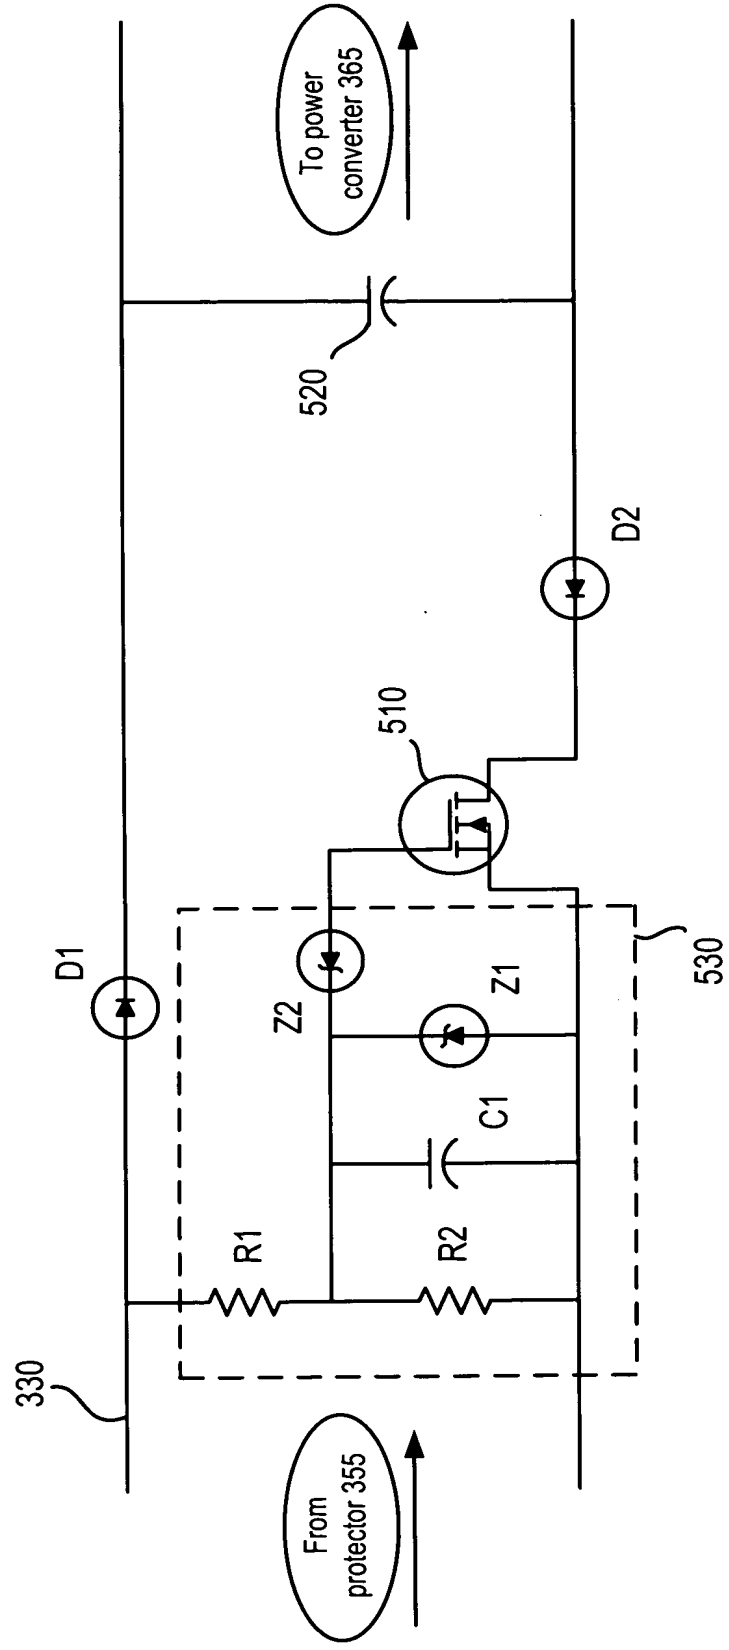 330
From
protector 355
R1
R2
C1
Z1
Z2
530
D1
510
D2
520
To power
converter 365